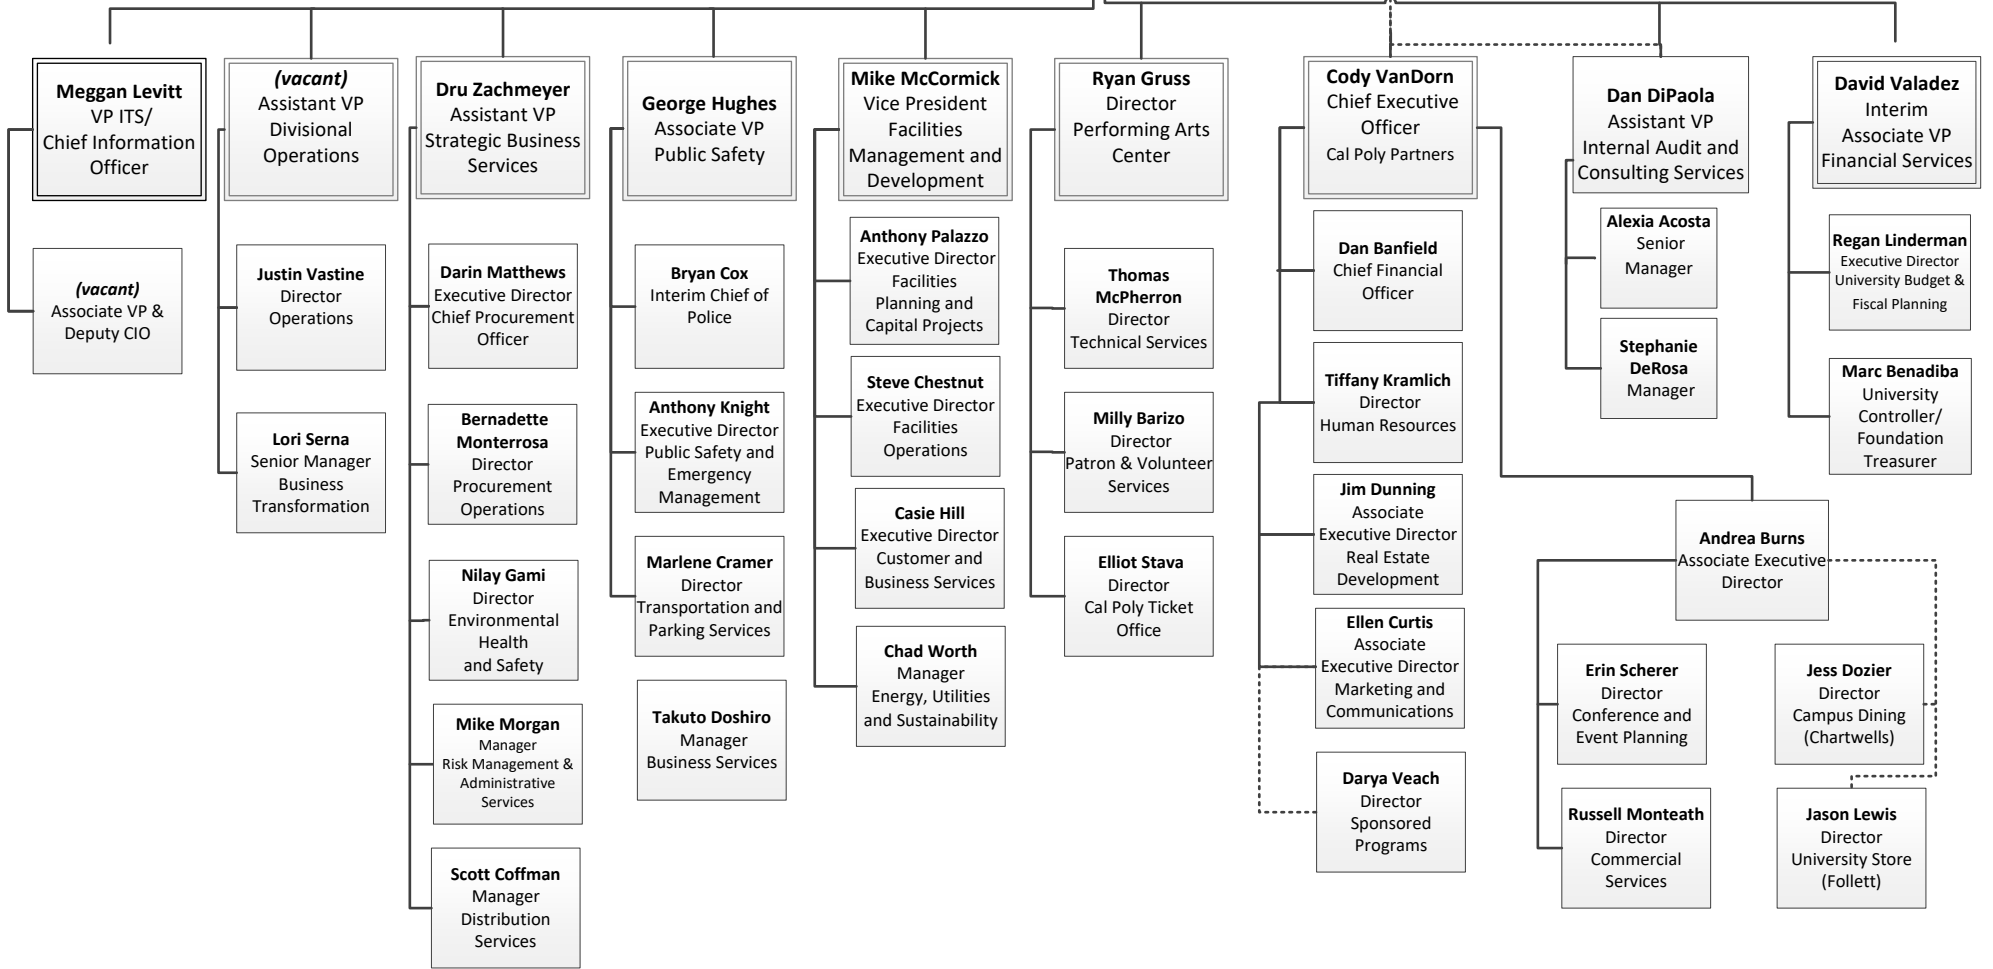 Meggan Levitt
VP ITS/
Chief Information
Officer
(vacant)
Associate VP &
Deputy CIO
(vacant)
Assistant VP
Divisional
Operations
Justin Vastine
Director
Operations
Lori Serna
Senior Manager
Business
Transformation
Dru Zachmeyer
Assistant VP
Strategic Business
Services
Darin Matthews
Executive Director
Chief Procurement
Officer
Bernadette
Monterrosa
Director
Procurement
Operations
Nilay Gami
Director
Environmental
Health
and Safety
Mike Morgan
Manager
Risk Management &
Administrative
Services
Scott Coffman
Manager
Distribution
Services
George Hughes
Associate VP
Public Safety
Bryan Cox
Interim Chief of
Police
Anthony Knight
Executive Director
Public Safety and
Emergency
Management
Marlene Cramer
Director
Transportation and
Parking Services
Takuto Doshiro
Manager
Business Services
Mike McCormick
Vice President
Facilities
Management and
Development
Anthony Palazzo
Executive Director
Facilities
Planning and
Capital Projects
Steve Chestnut
Executive Director
Facilities
Operations
Casie Hill
Executive Director
Customer and
Business Services
Chad Worth
Manager
Energy, Utilities
and Sustainability
Ryan Gruss
Director
Performing Arts
Center
Thomas
McPherron
Director
Technical Services
Milly Barizo
Director
Patron & Volunteer
Services
Elliot Stava
Director
Cal Poly Ticket
Office
Cody VanDorn
Chief Executive
Officer
Cal Poly Partners
Dan Banfield
Chief Financial
Officer
Tiffany Kramlich
Director
Human Resources
Jim Dunning
Associate
Executive Director
Real Estate
Development
Ellen Curtis
Associate
Executive Director
Marketing and
Communications
Darya Veach
Director
Sponsored
Programs
Andrea Burns
Associate Executive
Director
Erin Scherer
Director
Conference and
Event Planning
Russell Monteath
Director
Commercial
Services
Jess Dozier
Director
Campus Dining
(Chartwells)
Jason Lewis
Director
University Store
(Follett)
Dan DiPaola
Assistant VP
Internal Audit and
Consulting Services
Alexia Acosta
Senior
Manager
Stephanie
DeRosa
Manager
David Valadez
Interim
Associate VP
Financial Services
Regan Linderman
Executive Director
University Budget &
Fiscal Planning
Marc Benadiba
University
Controller/
Foundation
Treasurer